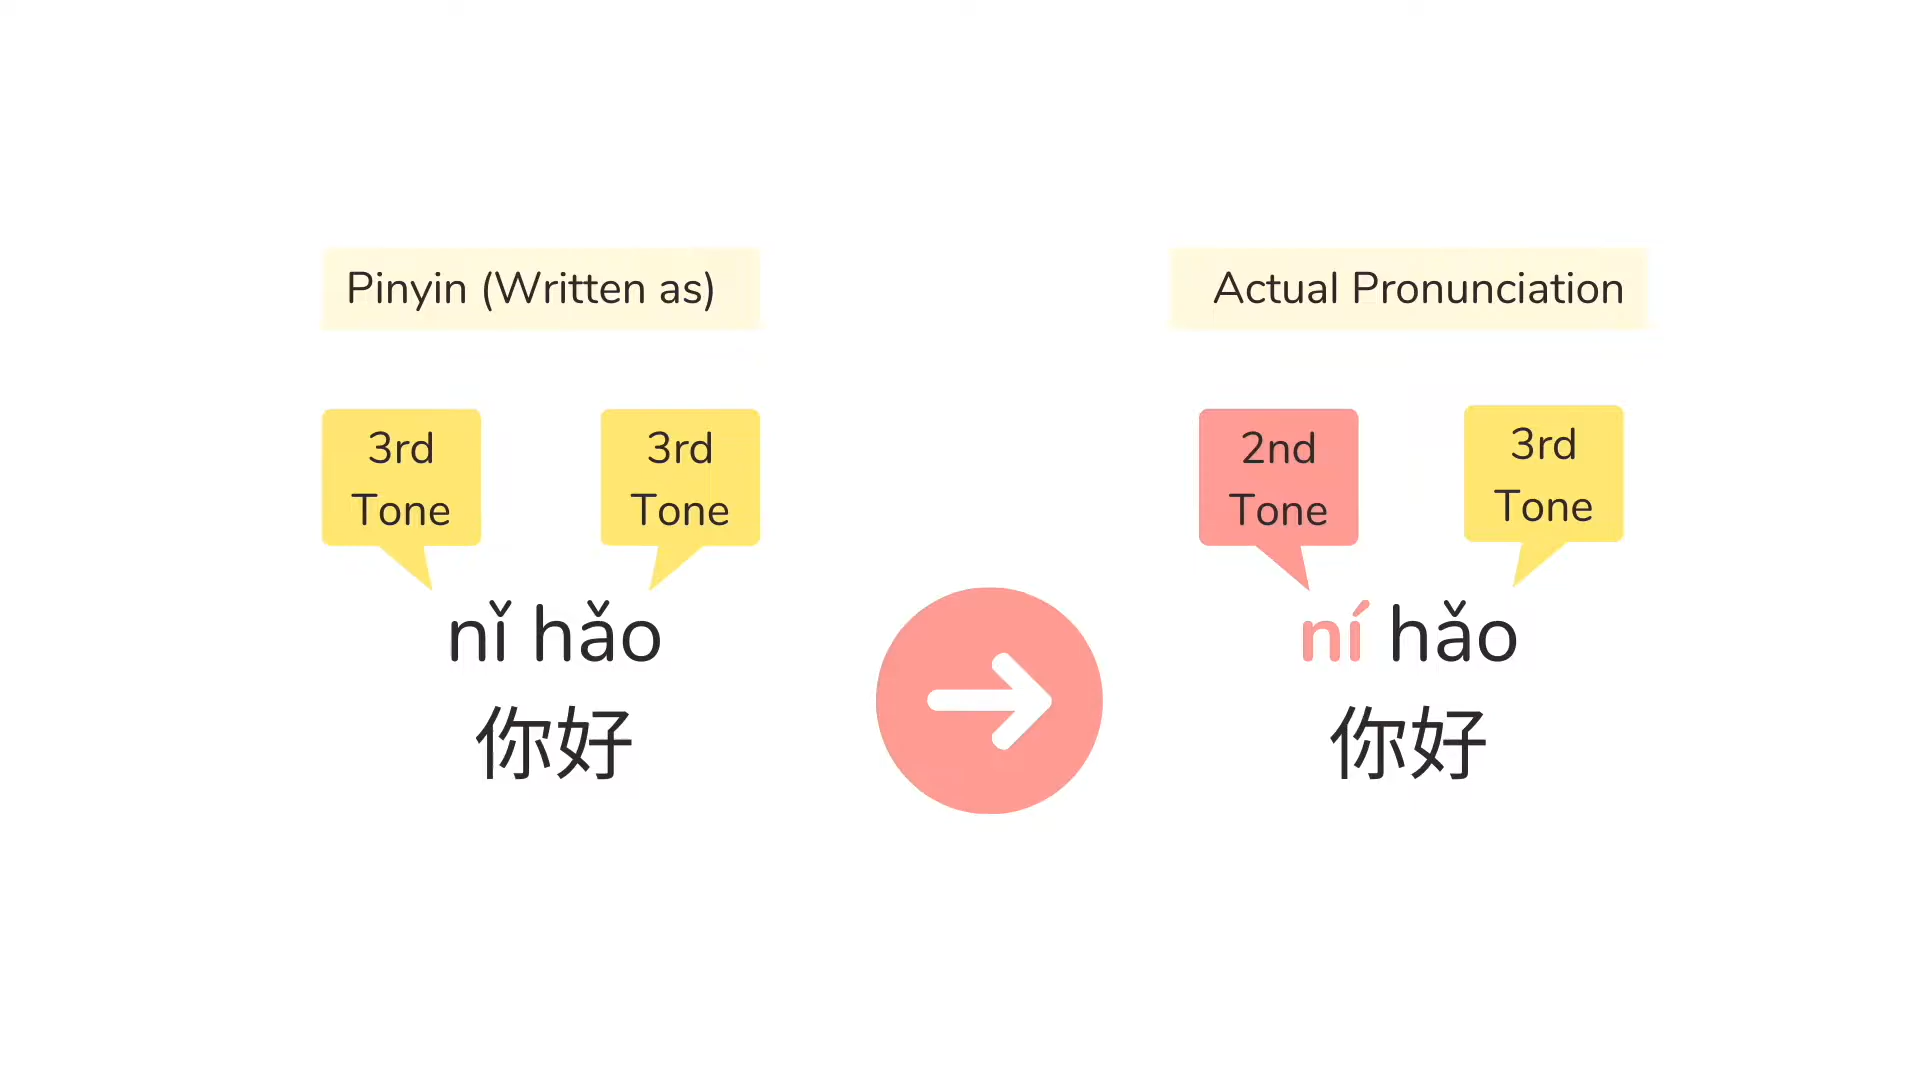 Pinyin (Written as)
3rd
Tone
3rd
Tone
nǐ hǎo
你好
Actual Pronunciation
2nd
Tone
3rd
Tone
ní hǎo
你好